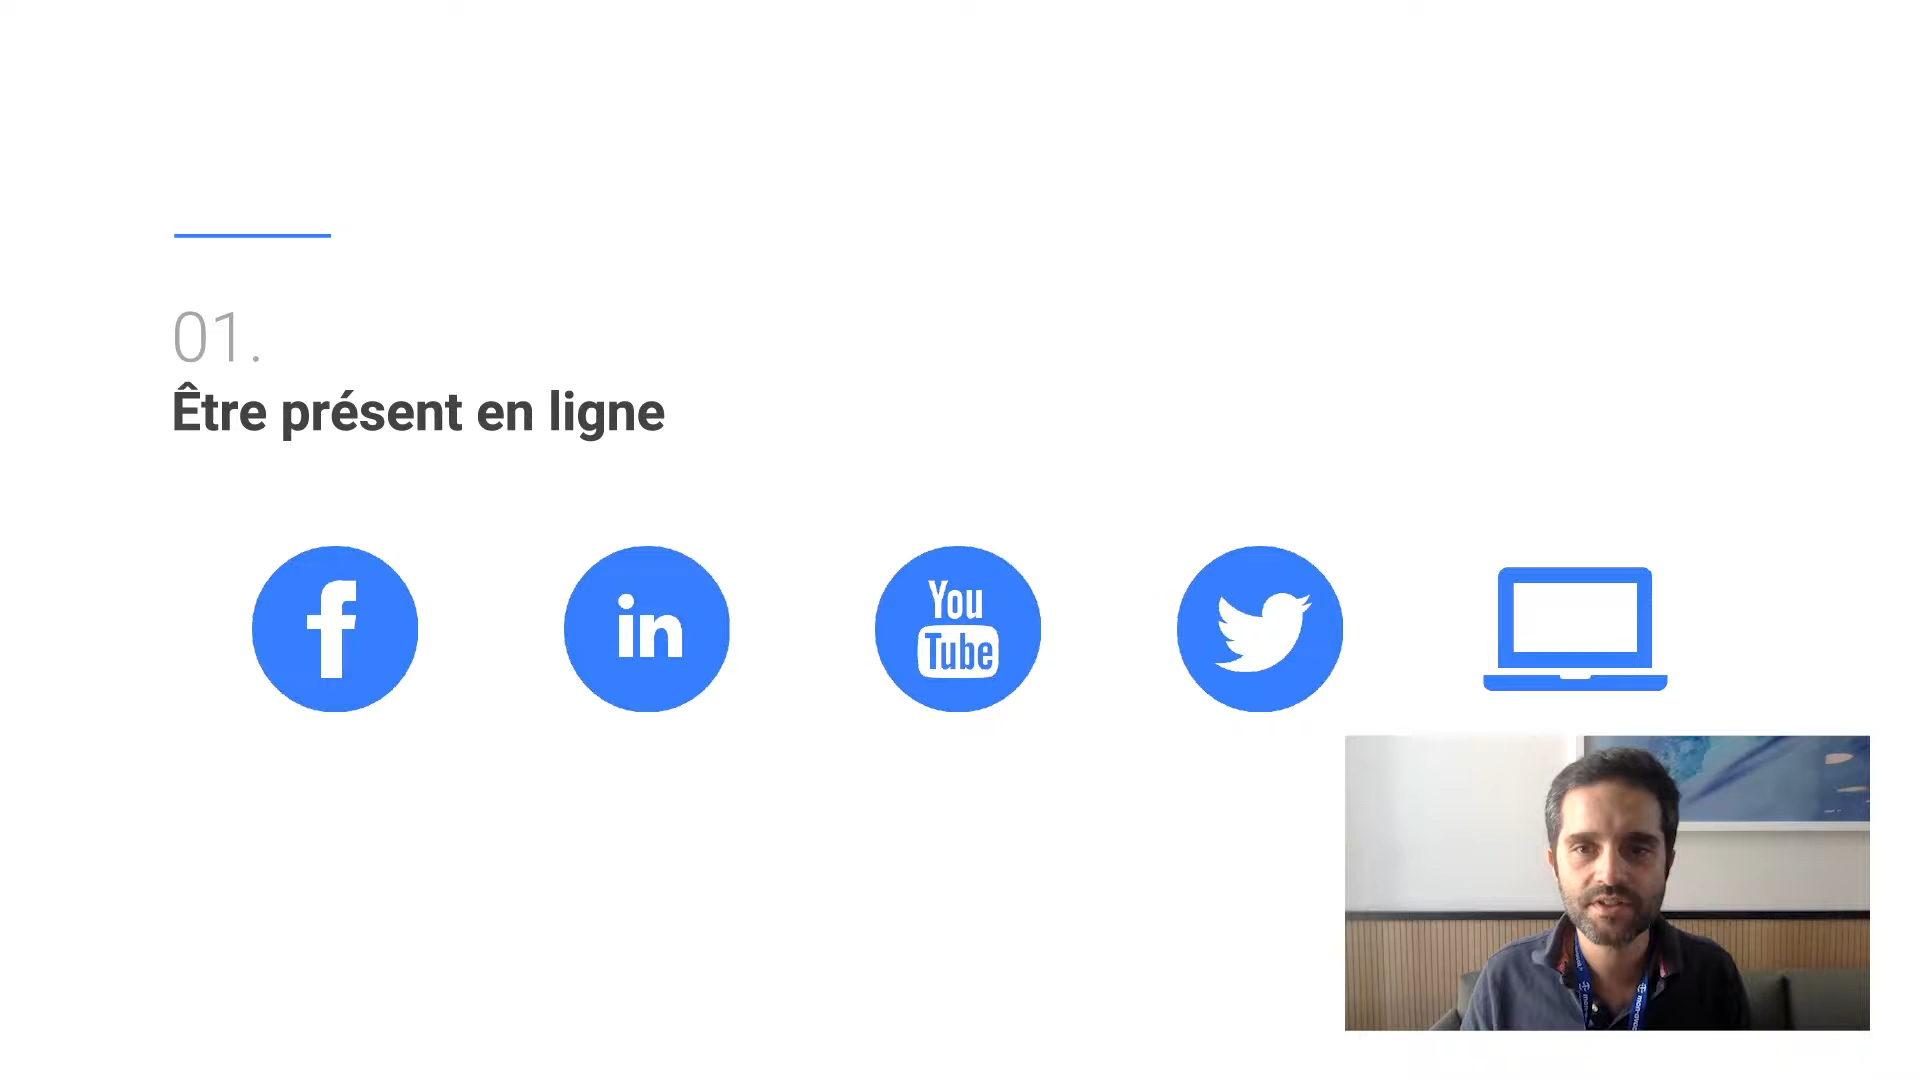 01.
Être présent en ligne
f
in
You
Tube